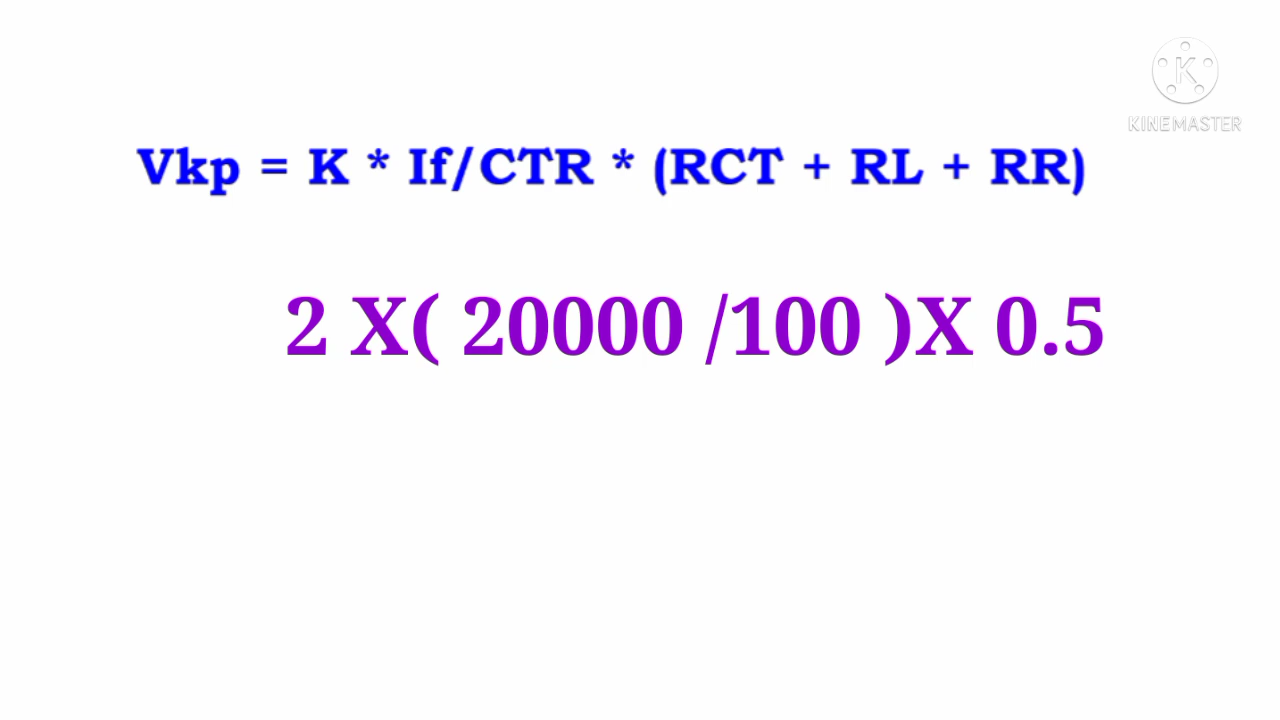 KINEMASTER
Vkp = K * If/CTR * (RCT + RL + RR)
2 X( 20000 /100 )X 0.5